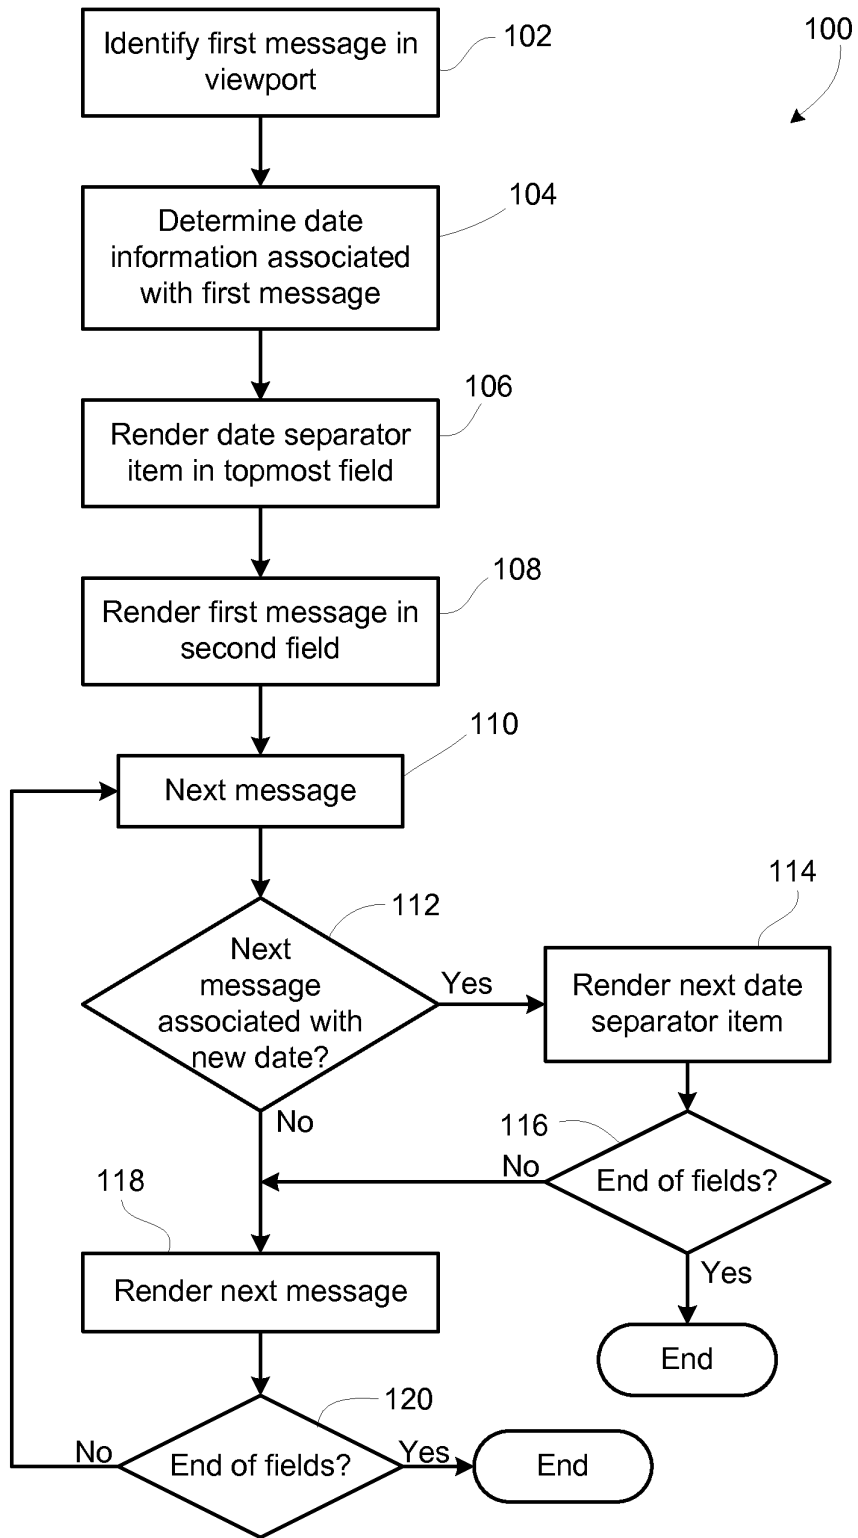 Identify first message in
viewport
102
100
Determine date
information associated
with first message
104
Render date separator
item in topmost field
106
Render first message in
second field
108
Next message
110
Next
message
associated with
new date?
112
Yes
No
Render next date
separator item
114
End of fields?
116
No
Yes
End
Render next message
118
End of fields?
120
No
Yes
End